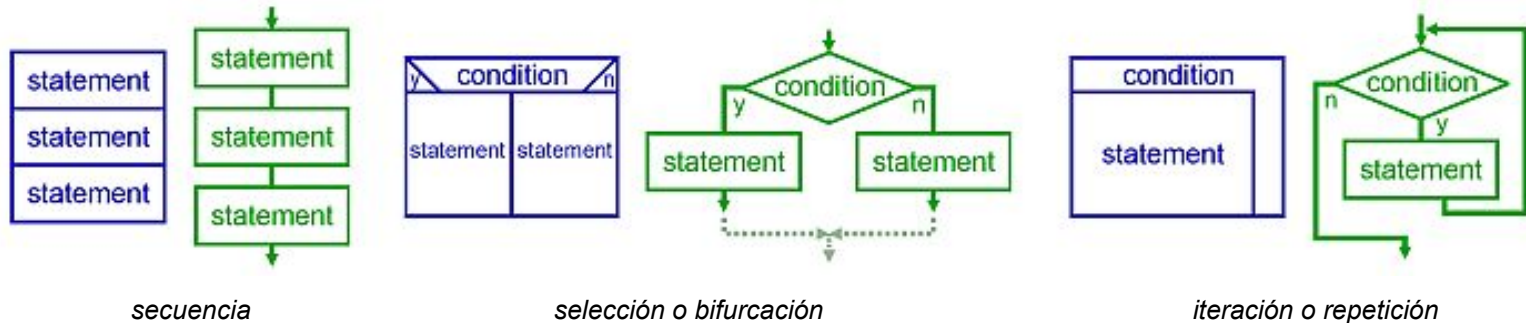 statement
statement
statement
statement
statement
statement
y condition n
statement statement
condition
y n
statement statement
condition
statement
condition
n
y
statement
secuencia
selección o bifurcación
iteración o repetición